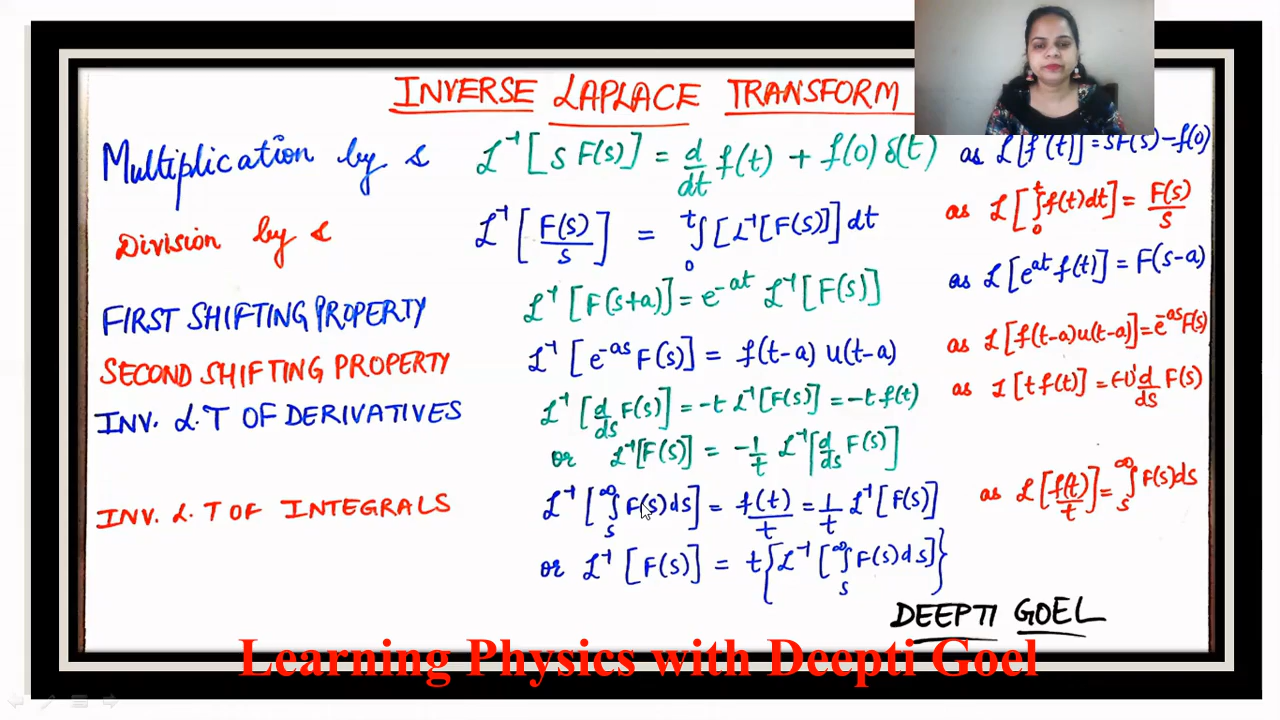 INVERSE LAPLACE TRANSFORM
Multiplication by s L⁻¹[s F(s)] = d/dt f(t) + f(0) δ(t) as L[f'(t)] = sF(s) - f(0)
Division by s L⁻¹[F(s)/s] = ∫₀ᵗ [L⁻¹[F(s)]] dt as L[∫₀ᵗ f(t)dt] = F(s)/s
FIRST SHIFTING PROPERTY L⁻¹[F(s+a)] = e^-at L⁻¹[F(s)] as L[e^at f(t)] = F(s-a)
SECOND SHIFTING PROPERTY L⁻¹[e^-as F(s)] = f(t-a) u(t-a) as L[f(t-a)u(t-a)] = e^-as F(s)
INV. L.T OF DERIVATIVES L⁻¹[d/ds F(s)] = -t L⁻¹[F(s)] = -t f(t) as L[t f(t)] = (-1)¹ d/ds F(s)
or L⁻¹[F(s)] = -1/t L⁻¹[d/ds F(s)]
INV. L.T OF INTEGRALS L⁻¹[∫ₛ^∞ F(s)ds] = f(t)/t = 1/t L⁻¹[F(s)] as L[f(t)/t] = ∫ₛ^∞ F(s)ds
or L⁻¹[F(s)] = t{L⁻¹[∫ₛ^∞ F(s)ds]}
DEEPTI GOEL
Learning Physics with Deepti Goel